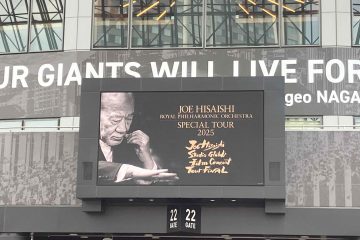 UR GIANTS WILL LIVE FOR
geo NAGA
JOE HISAISHI
ROYAL PHILHARMONIC ORCHESTRA
SPECIAL TOUR
2025
Joe Hisaishi
Studio Ghibli
Film Concert
Tour Final
22 22
GATE GATE